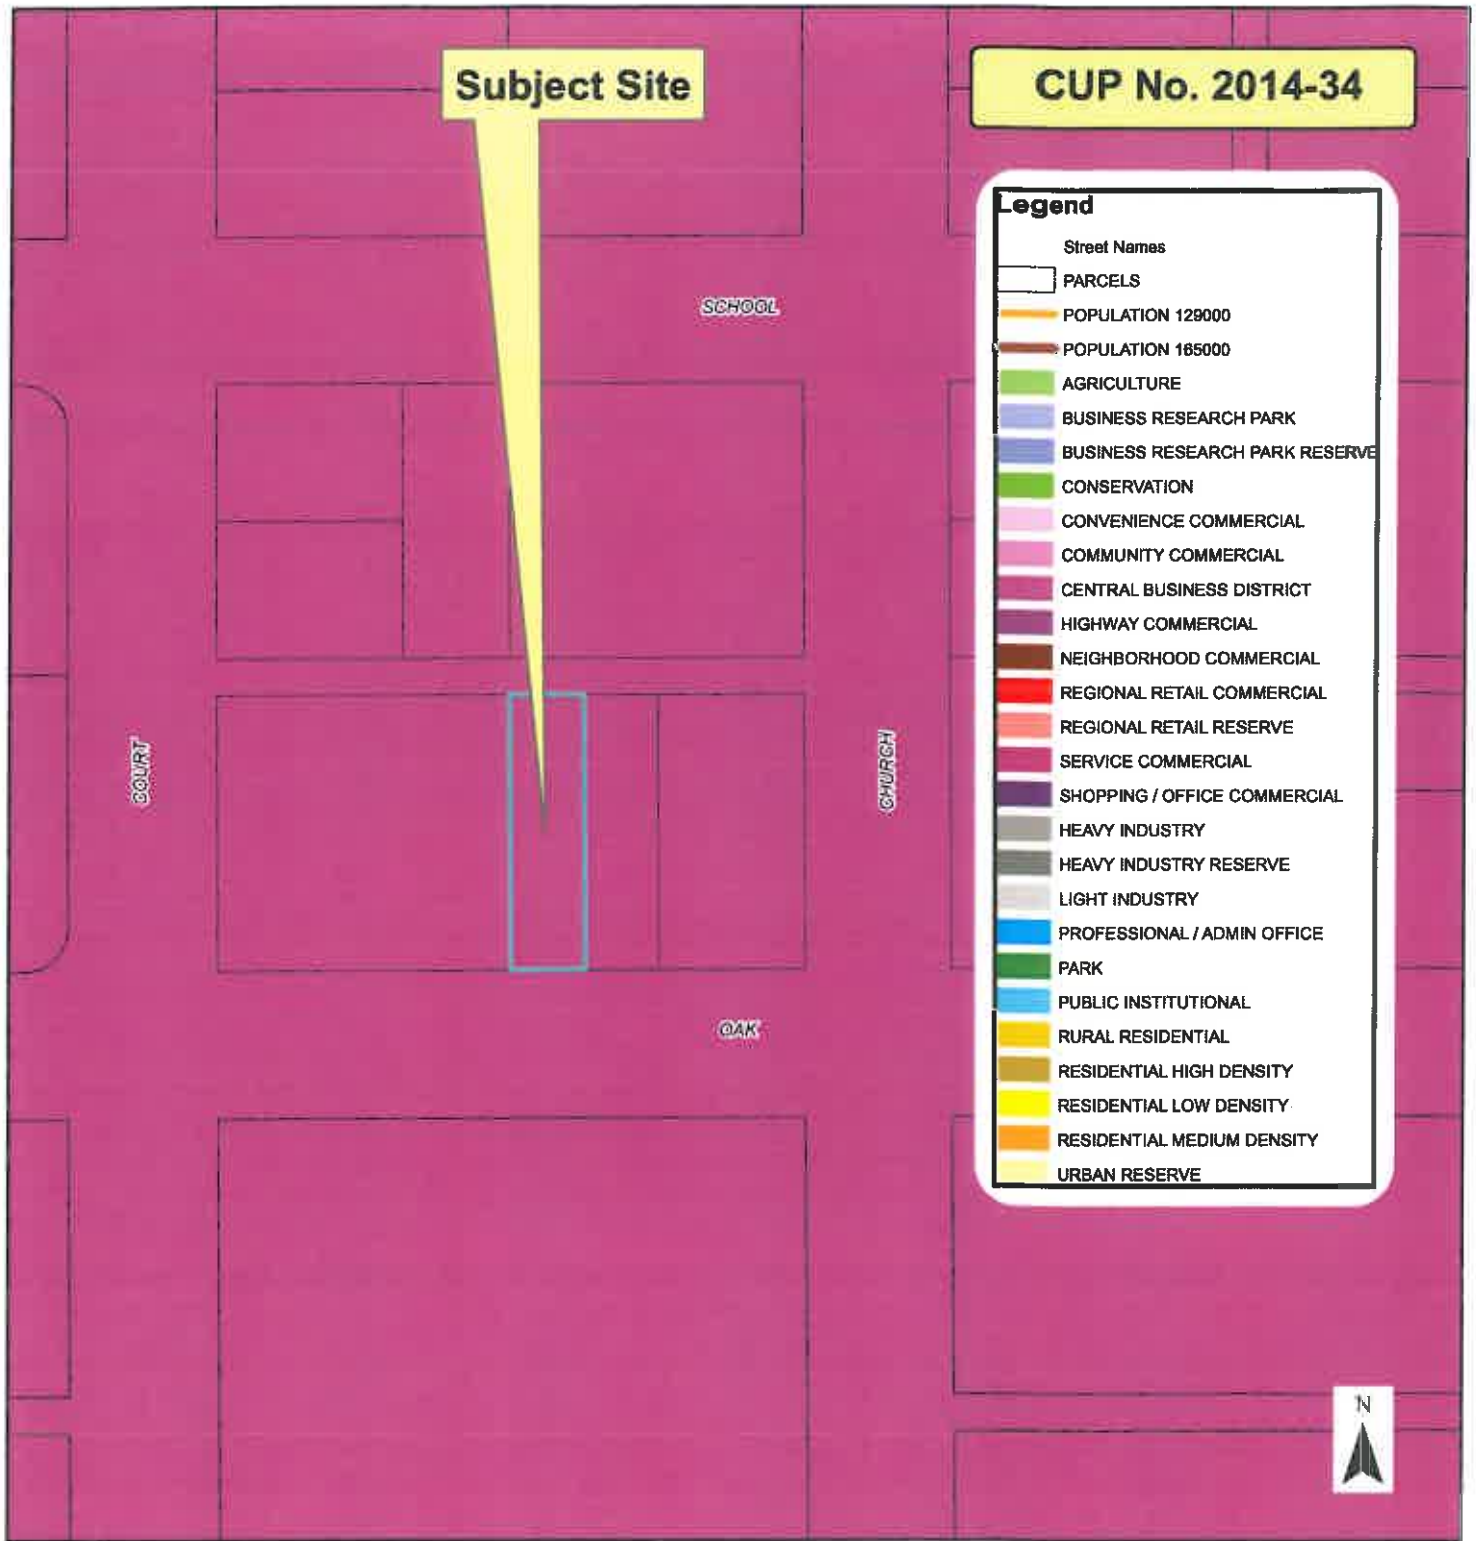 Subject Site
CUP No. 2014-34
Legend
Street Names
PARCELS
POPULATION 129000
POPULATION 165000
AGRICULTURE
BUSINESS RESEARCH PARK
BUSINESS RESEARCH PARK RESERVE
CONSERVATION
CONVENIENCE COMMERCIAL
COMMUNITY COMMERCIAL
CENTRAL BUSINESS DISTRICT
HIGHWAY COMMERCIAL
NEIGHBORHOOD COMMERCIAL
REGIONAL RETAIL COMMERCIAL
REGIONAL RETAIL RESERVE
SERVICE COMMERCIAL
SHOPPING / OFFICE COMMERCIAL
HEAVY INDUSTRY
HEAVY INDUSTRY RESERVE
LIGHT INDUSTRY
PROFESSIONAL / ADMIN OFFICE
PARK
PUBLIC INSTITUTIONAL
RURAL RESIDENTIAL
RESIDENTIAL HIGH DENSITY
RESIDENTIAL LOW DENSITY
RESIDENTIAL MEDIUM DENSITY
URBAN RESERVE
SCHOOL
COURT
CHURCH
OAK
N